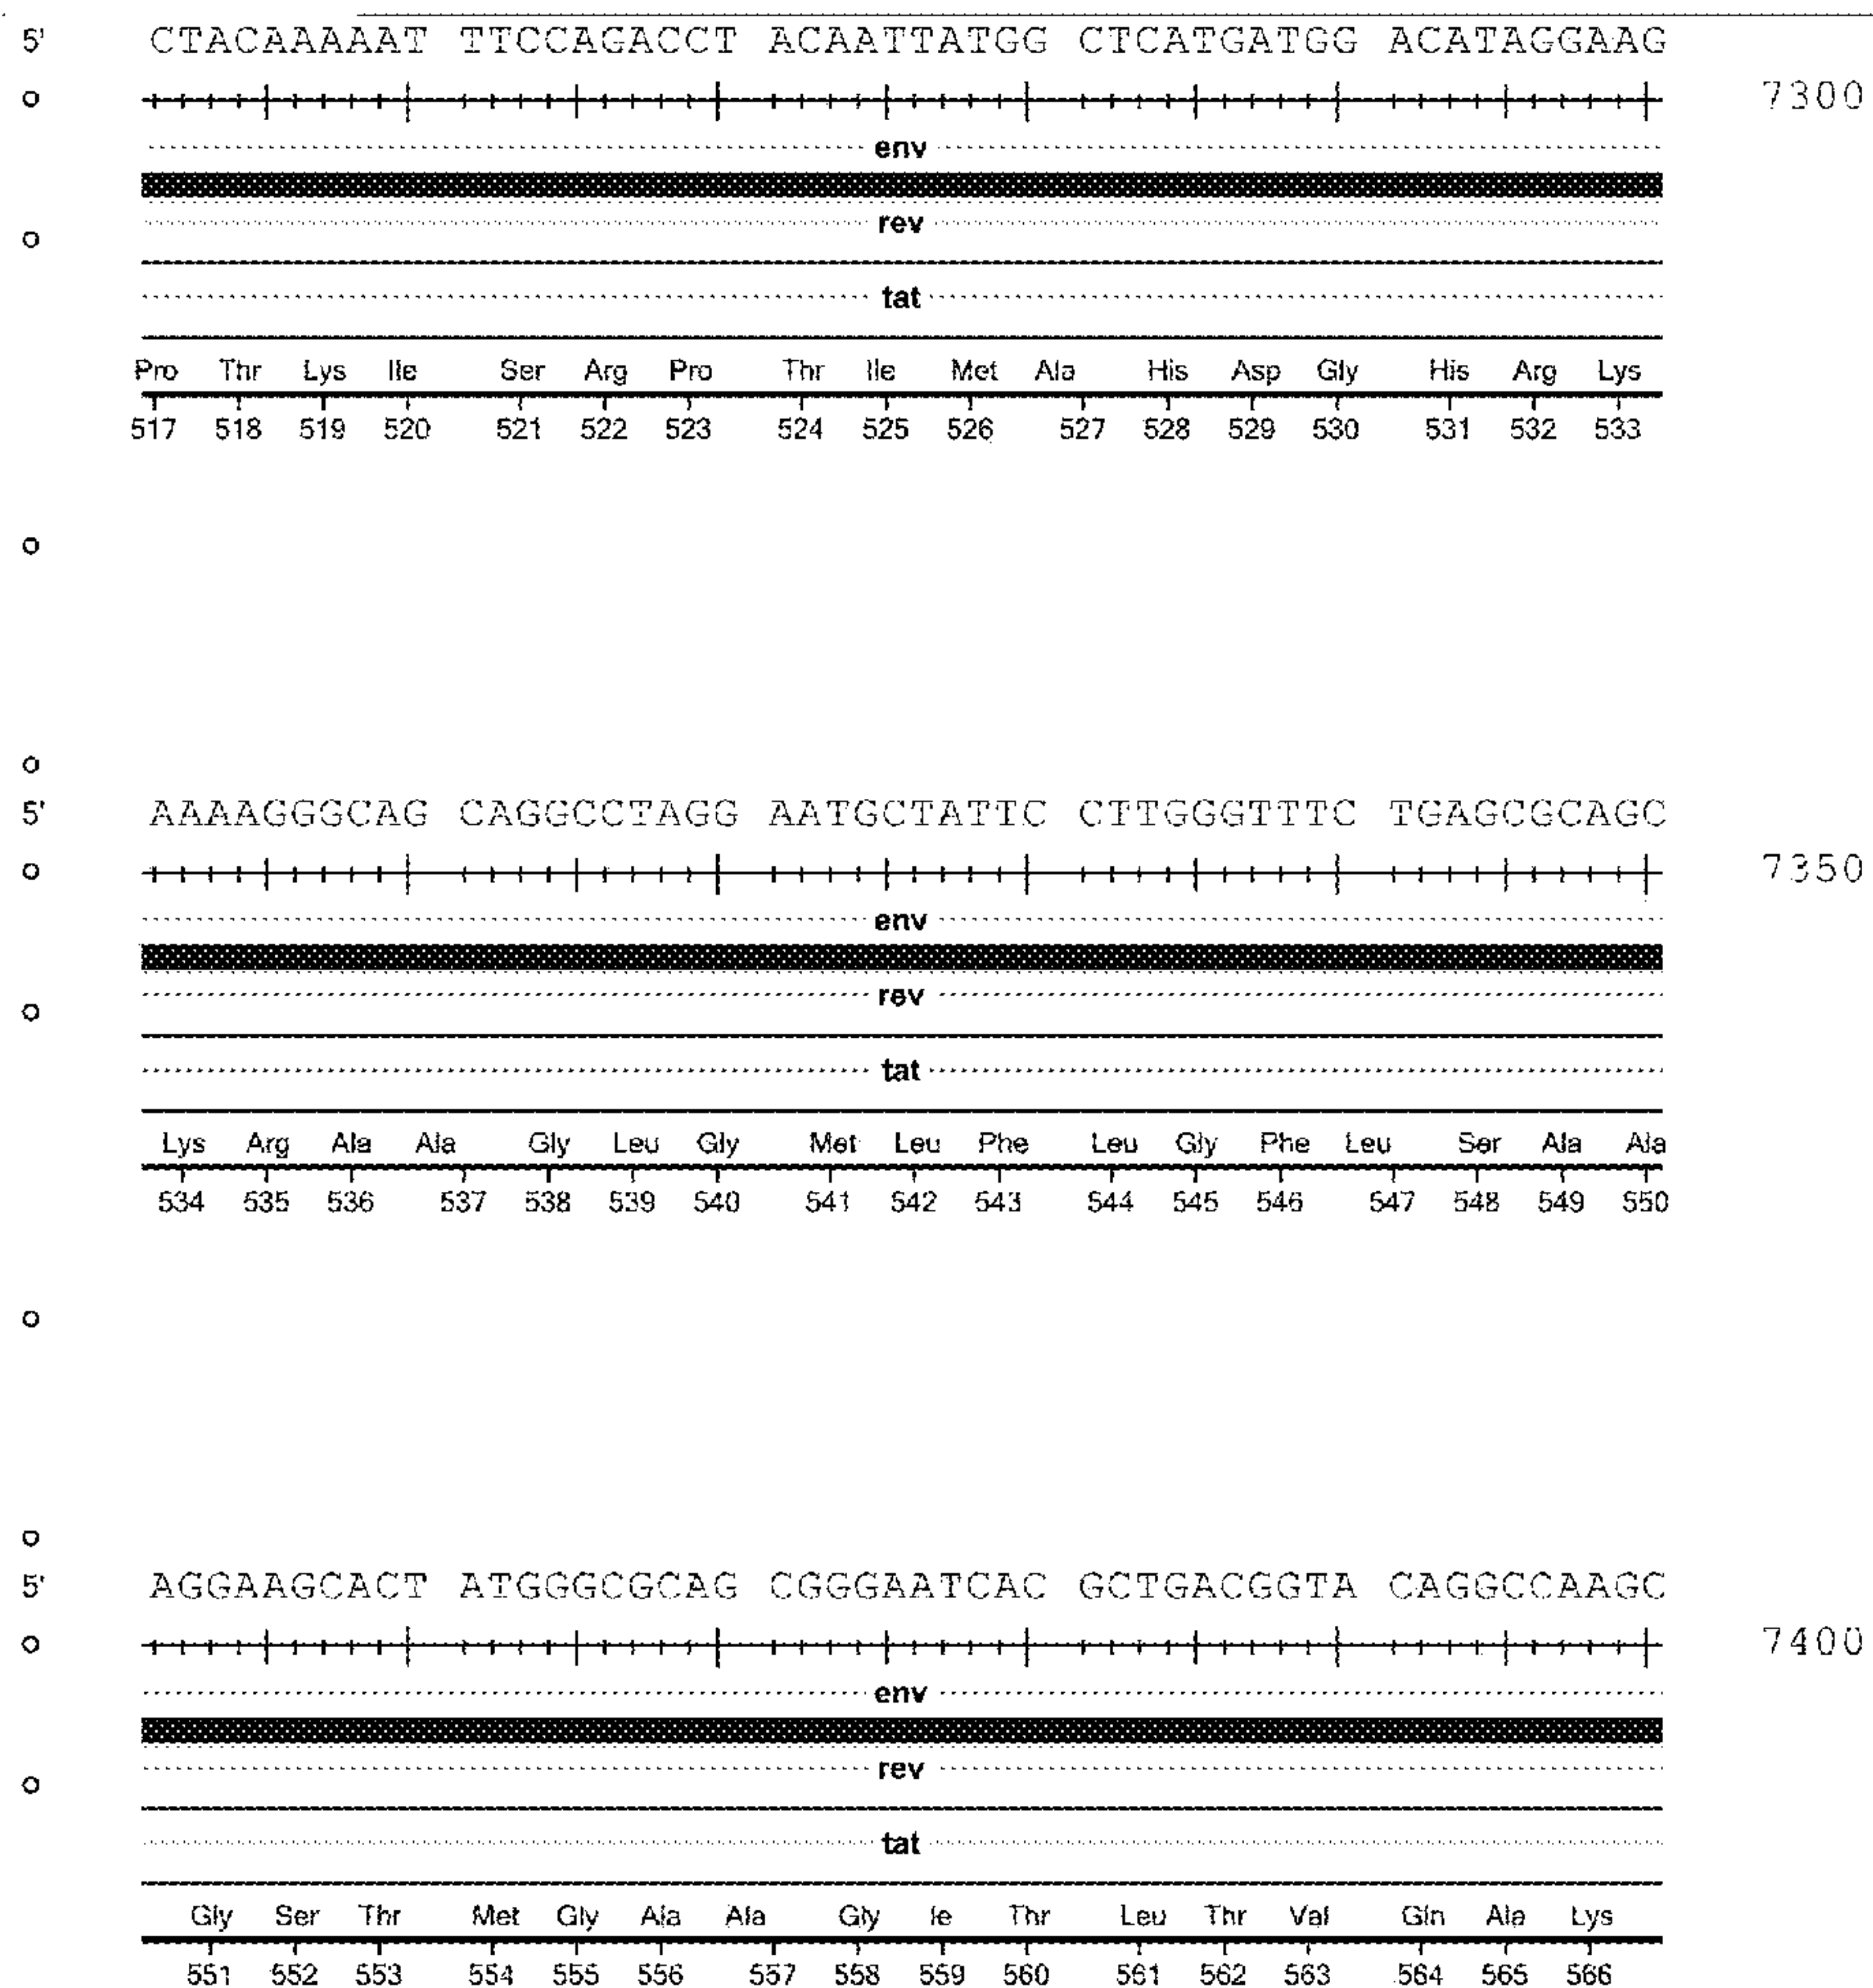 5' CTACAAAAAT TTCCAGACCT ACAATTATGG CTCATGATGG ACATAGGAAG
7300
env
rev
tat
Pro Thr Lys Ile Ser Arg Pro Thr Ile Met Ala His Asp Gly His Arg Lys
517 518 519 520 521 522 523 524 525 526 527 528 529 530 531 532 533
5' AAAAGGGCAG CAGGCCTAGG AATGCTATTC CTTGGGTTTC TGAGCGCAGC
7350
env
rev
tat
Lys Arg Ala Ala Gly Leu Gly Met Leu Phe Leu Gly Phe Leu Ser Ala Ala
534 535 536 537 538 539 540 541 542 543 544 545 546 547 548 549 550
5' AGGAAGCACT ATGGGCGCAG CGGGAATCAC GCTGACGGTA CAGGCCAAGC
7400
env
rev
tat
Gly Ser Thr Met Gly Ala Ala Gly Ie Thr Leu Thr Val Gln Ala Lys
551 552 553 554 555 556 557 558 559 560 561 562 563 564 565 566